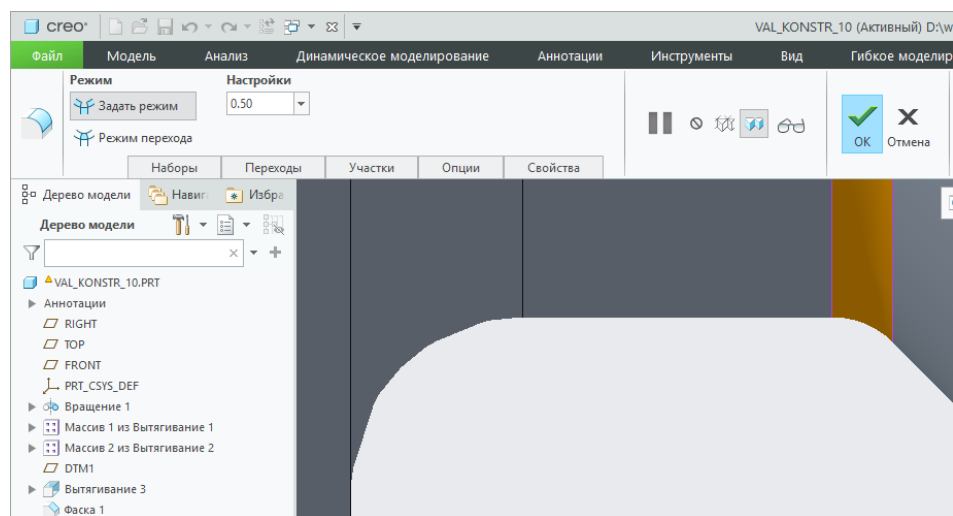 creo VAL_KONSTR_10 (Активный) D:\w
Файл Модель Анализ Динамическое моделирование Аннотации Инструменты Вид Гибкое моделир
Режим Настройки
Задать режим 0.50
Режим перехода
ОК Отмена
Наборы Переходы Участки Опции Свойства
Дерево модели Навиг Избра
Дерево модели
VAL_KONSTR_10.PRT
Аннотации
RIGHT
TOP
FRONT
PRT_CSYS_DEF
Вращение 1
Массив 1 из Вытягивание 1
Массив 2 из Вытягивание 2
DTM1
Вытягивание 3
Фаска 1